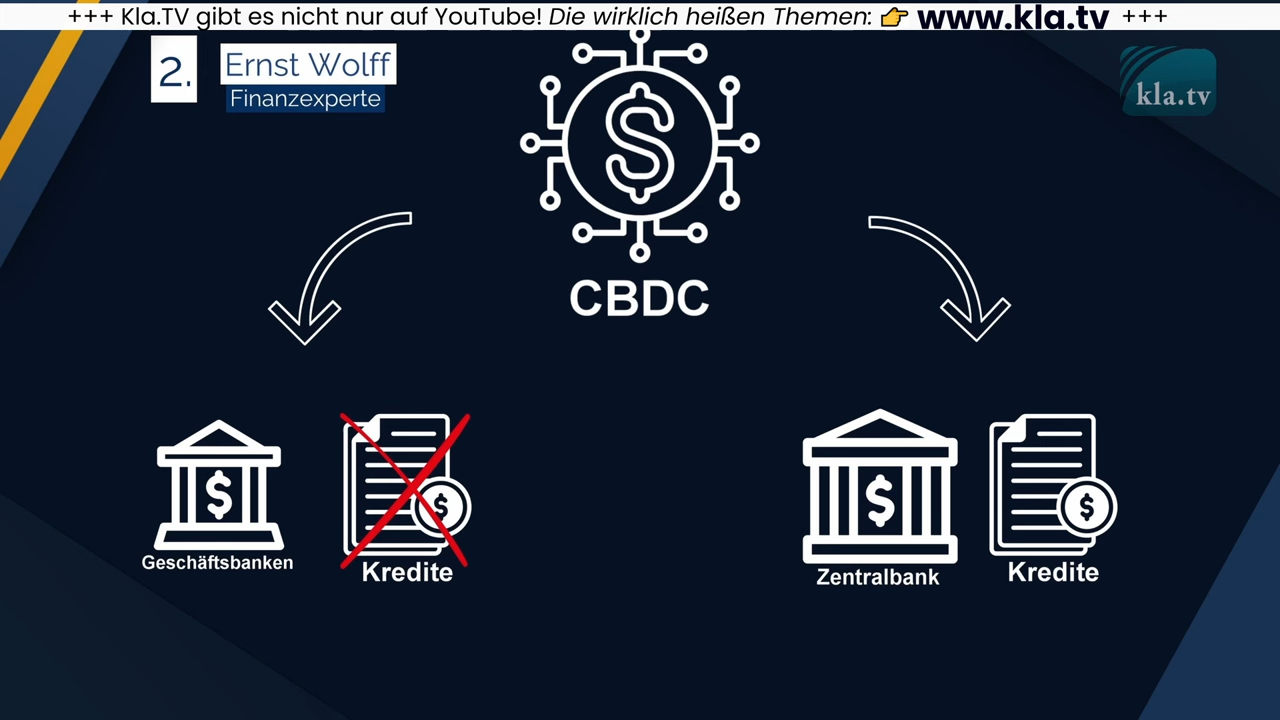 +++ Kla.TV gibt es nicht nur auf YouTube! Die wirklich heißen Themen: 👉 www.kla.tv +++
2.
Ernst Wolff
Finanzexperte
kla.tv
$
CBDC
$
$
Geschäftsbanken
Kredite
$
$
Zentralbank
Kredite